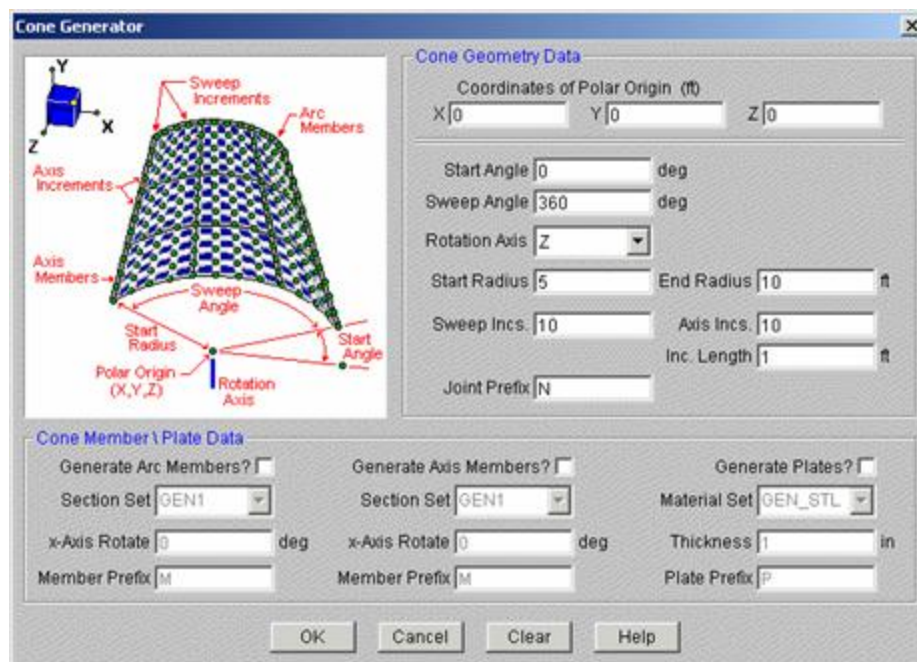 Cone Generator
Y
X
Z
Sweep
Increments
Arc
Members
Axis
Increments
Axis
Members
Sweep
Angle
Start
Radius
Start
Angle
Polar Origin
(X,Y,Z)
Rotation
Axis
Cone Geometry Data
Coordinates of Polar Origin (ft)
X 0 Y 0 Z 0
Start Angle 0 deg
Sweep Angle 360 deg
Rotation Axis Z
Start Radius 5 End Radius 10 ft
Sweep Incs. 10 Axis Incs. 10
Inc. Length 1 ft
Joint Prefix N
Cone Member \ Plate Data
Generate Arc Members? Generate Axis Members? Generate Plates?
Section Set GEN1 Section Set GEN1 Material Set GEN_STL
x-Axis Rotate 0 deg x-Axis Rotate 0 deg Thickness 1 in
Member Prefix M Member Prefix M Plate Prefix P
OK Cancel Clear Help